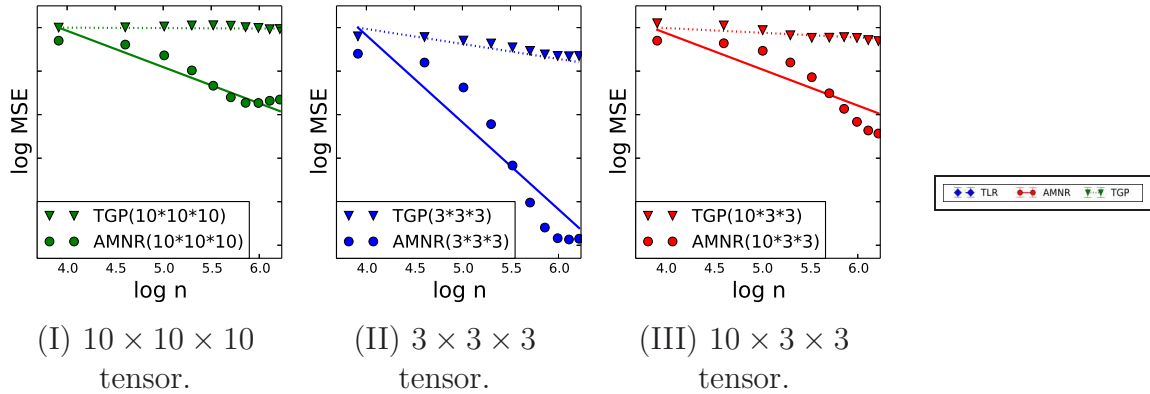 log MSE
TGP(10*10*10)
AMNR(10*10*10)
4.0 4.5 5.0 5.5 6.0
log n
(I) 10 × 10 × 10
tensor.
log MSE
TGP(3*3*3)
AMNR(3*3*3)
4.0 4.5 5.0 5.5 6.0
log n
(II) 3 × 3 × 3
tensor.
log MSE
TGP(10*3*3)
AMNR(10*3*3)
4.0 4.5 5.0 5.5 6.0
log n
(III) 10 × 3 × 3
tensor.
TLR AMNR TGP